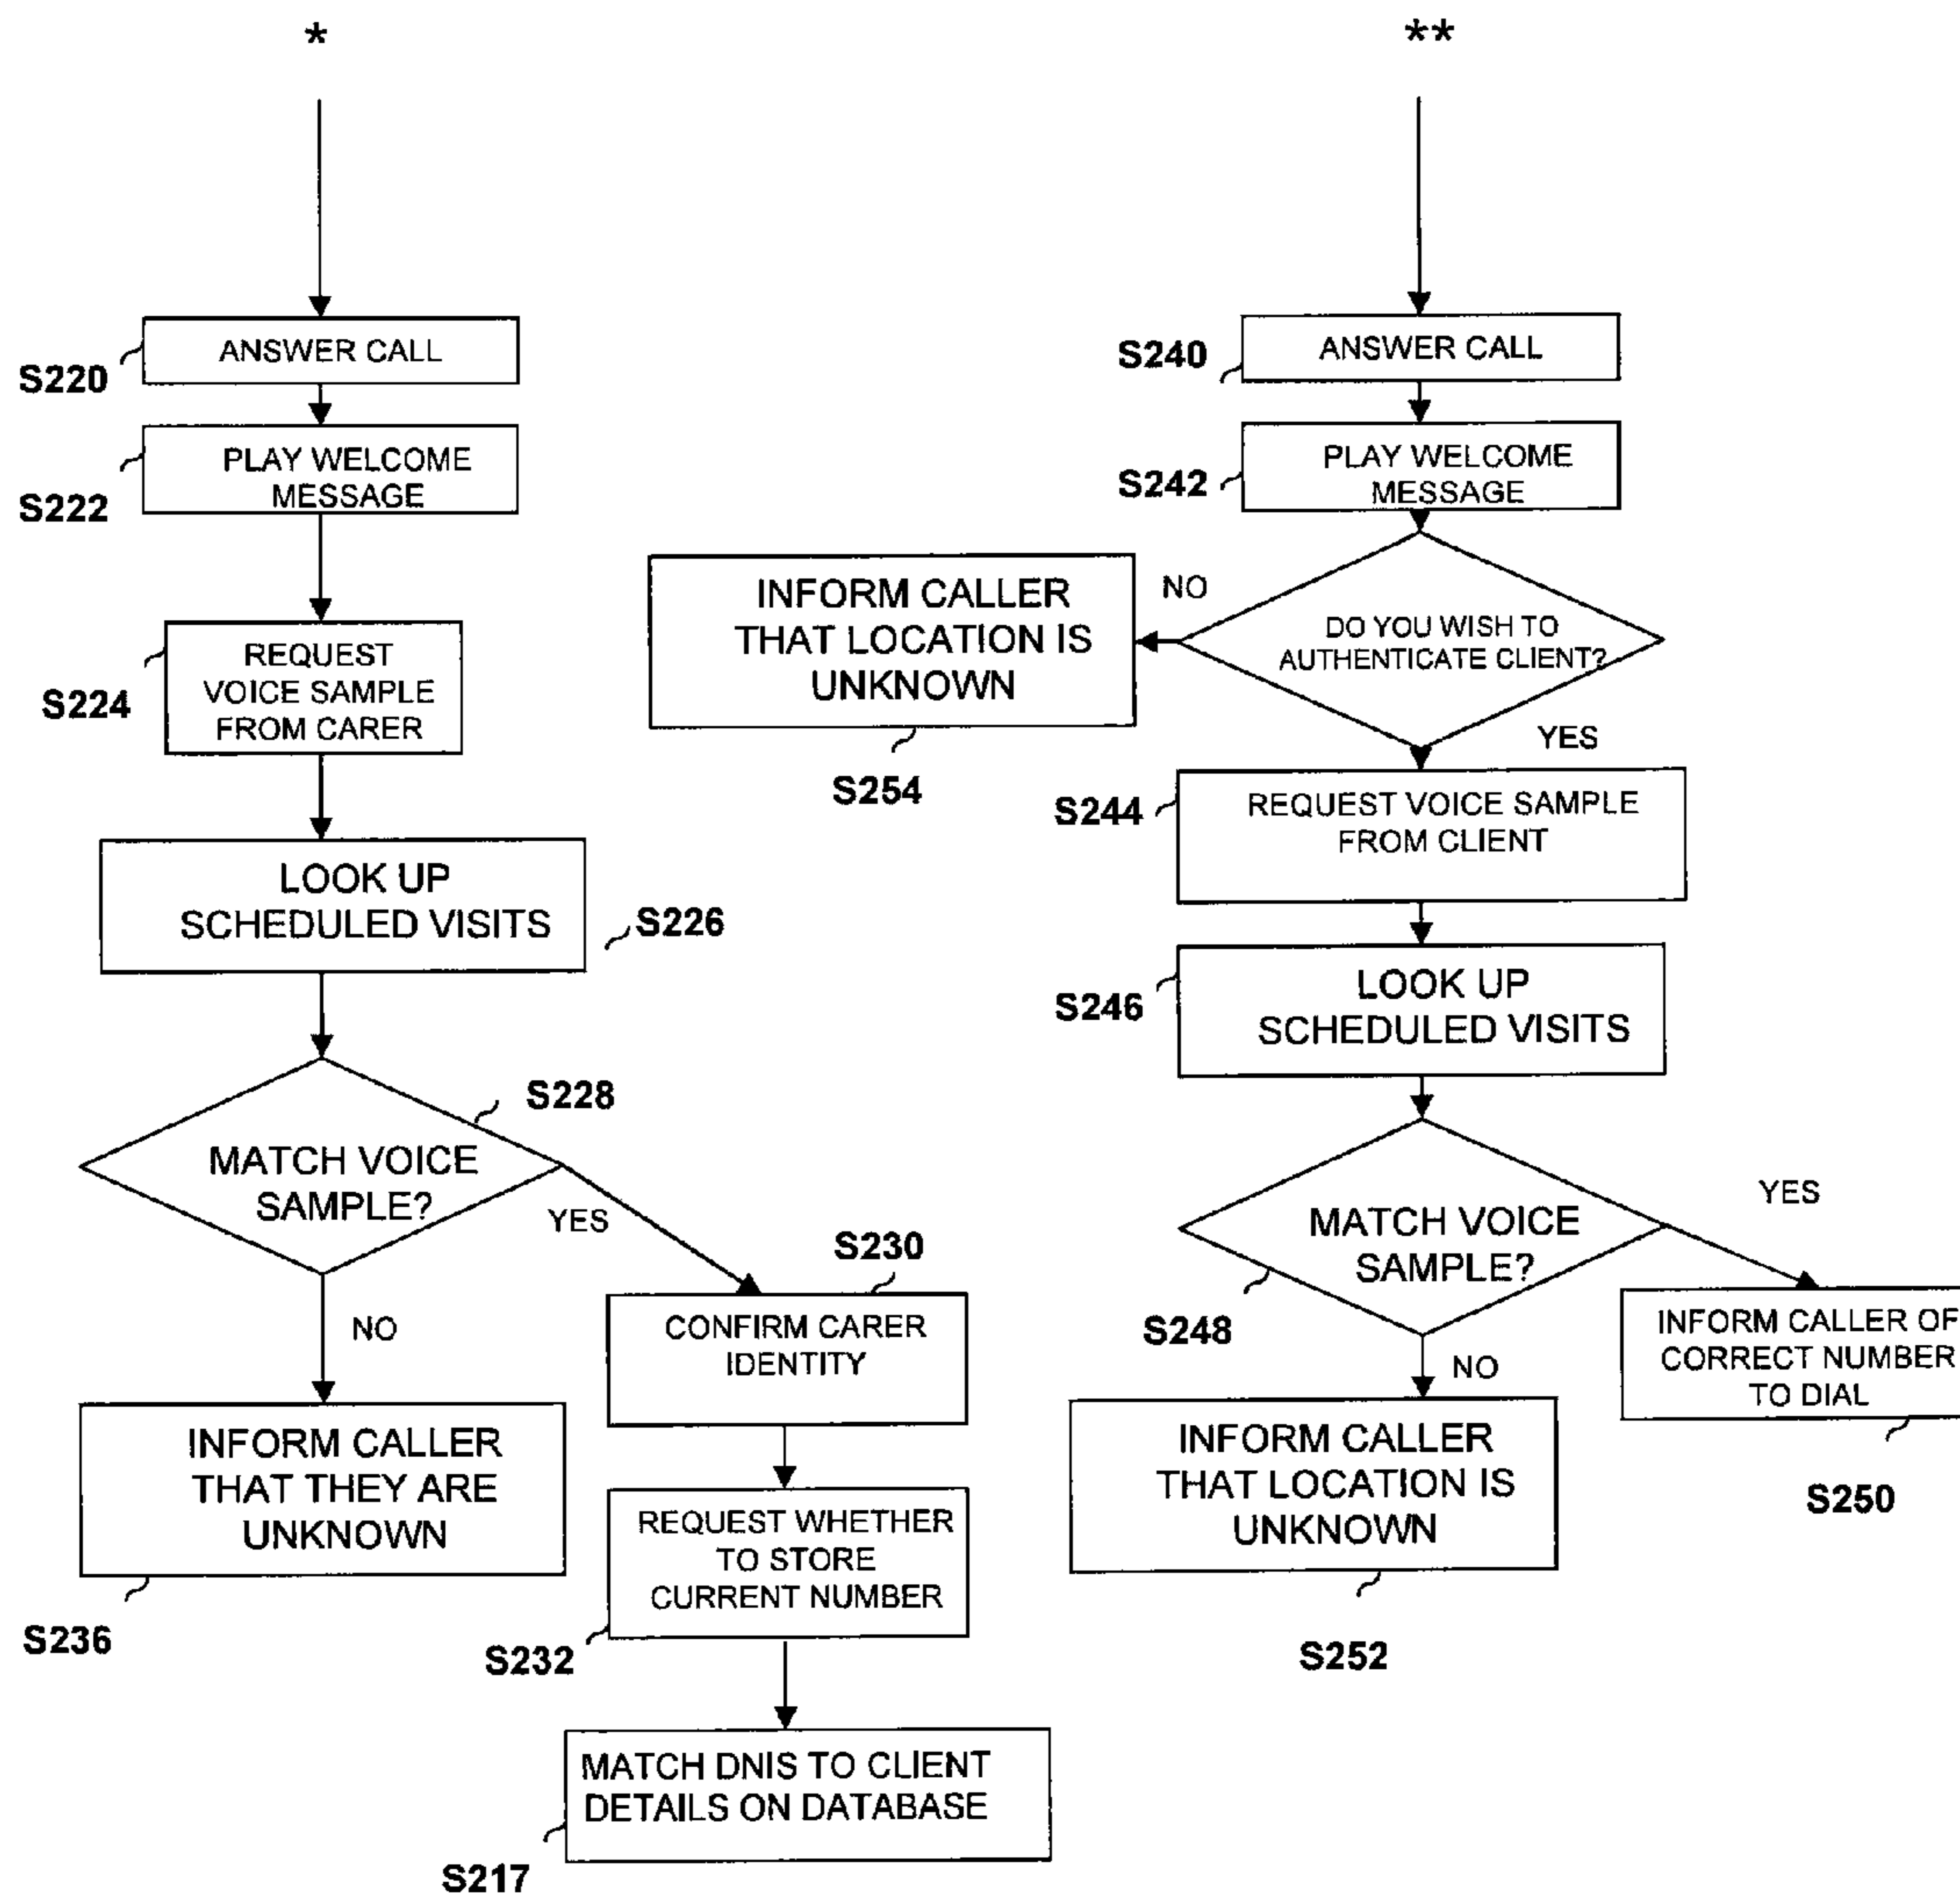 *
ANSWER CALL
S220
PLAY WELCOME
MESSAGE
S222
REQUEST
VOICE SAMPLE
FROM CARER
S224
LOOK UP
SCHEDULED VISITS
S226
S228
MATCH VOICE
SAMPLE?
YES
NO
S230
CONFIRM CARER
IDENTITY
INFORM CALLER
THAT THEY ARE
UNKNOWN
S236
REQUEST WHETHER
TO STORE
CURRENT NUMBER
S232
MATCH DNIS TO CLIENT
DETAILS ON DATABASE
S217
**
ANSWER CALL
S240
PLAY WELCOME
MESSAGE
S242
DO YOU WISH TO
AUTHENTICATE CLIENT?
NO
INFORM CALLER
THAT LOCATION IS
UNKNOWN
S254
YES
REQUEST VOICE SAMPLE
FROM CLIENT
S244
LOOK UP
SCHEDULED VISITS
S246
MATCH VOICE
SAMPLE?
S248
YES
INFORM CALLER OF
CORRECT NUMBER
TO DIAL
S250
NO
INFORM CALLER
THAT LOCATION IS
UNKNOWN
S252